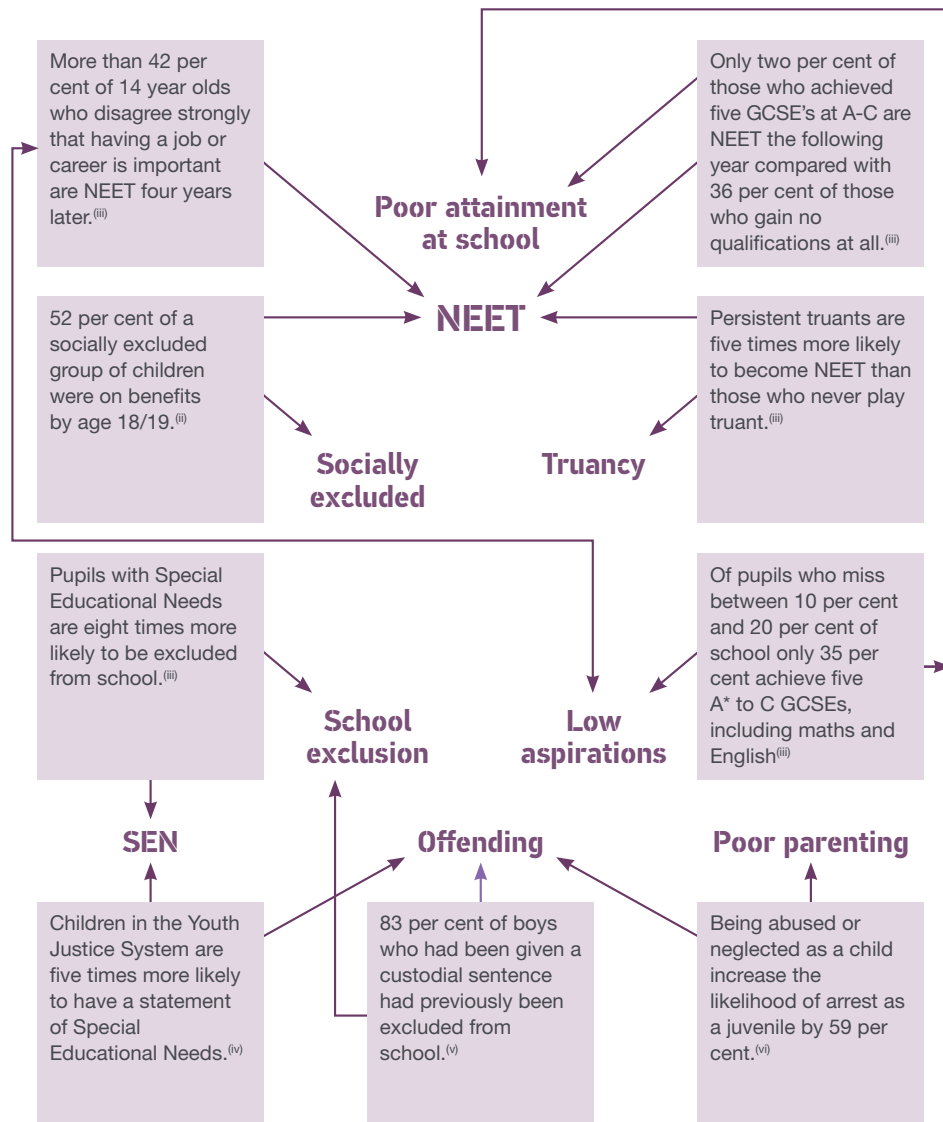 More than 42 per
cent of 14 year olds
who disagree strongly
that having a job or
career is important
are NEET four years
later.(iii)
Only two per cent of
those who achieved
five GCSE's at A-C are
NEET the following
year compared with
36 per cent of those
who gain no
qualifications at all.(iii)
Poor attainment
at school
NEET
52 per cent of a
socially excluded
group of children
were on benefits
by age 18/19.(ii)
Persistent truants are
five times more likely
to become NEET than
those who never play
truant.(iii)
Socially
excluded
Truancy
Pupils with Special
Educational Needs
are eight times more
likely to be excluded
from school.(iii)
Of pupils who miss
between 10 per cent
and 20 per cent of
school only 35 per
cent achieve five
A* to C GCSEs,
including maths and
English(iii)
School
exclusion
Low
aspirations
SEN
Offending
Poor parenting
Children in the Youth
Justice System are
five times more likely
to have a statement
of Special
Educational Needs.(iv)
83 per cent of boys
who had been given a
custodial sentence
had previously been
excluded from
school.(v)
Being abused or
neglected as a child
increase the
likelihood of arrest as
a juvenile by 59 per
cent.(vi)